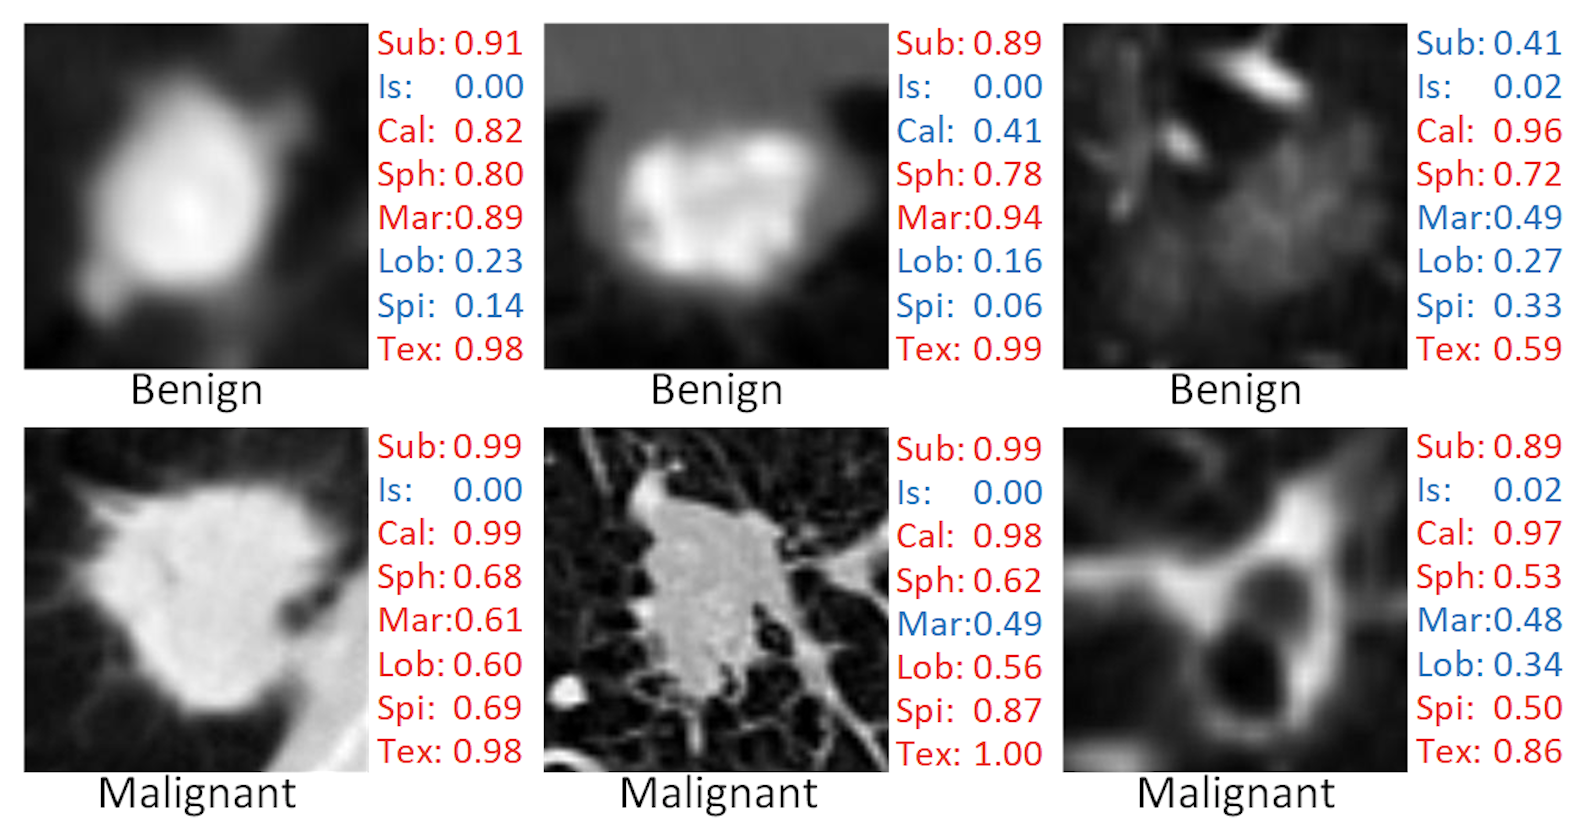 Sub: 0.91
Is: 0.00
Cal: 0.82
Sph: 0.80
Mar: 0.89
Lob: 0.23
Spi: 0.14
Tex: 0.98
Benign
Sub: 0.89
Is: 0.00
Cal: 0.41
Sph: 0.78
Mar: 0.94
Lob: 0.16
Spi: 0.06
Tex: 0.99
Benign
Sub: 0.41
Is: 0.02
Cal: 0.96
Sph: 0.72
Mar: 0.49
Lob: 0.27
Spi: 0.33
Tex: 0.59
Benign
Sub: 0.99
Is: 0.00
Cal: 0.99
Sph: 0.68
Mar: 0.61
Lob: 0.60
Spi: 0.69
Tex: 0.98
Malignant
Sub: 0.99
Is: 0.00
Cal: 0.98
Sph: 0.62
Mar: 0.49
Lob: 0.56
Spi: 0.87
Tex: 1.00
Malignant
Sub: 0.89
Is: 0.02
Cal: 0.97
Sph: 0.53
Mar: 0.48
Lob: 0.34
Spi: 0.50
Tex: 0.86
Malignant